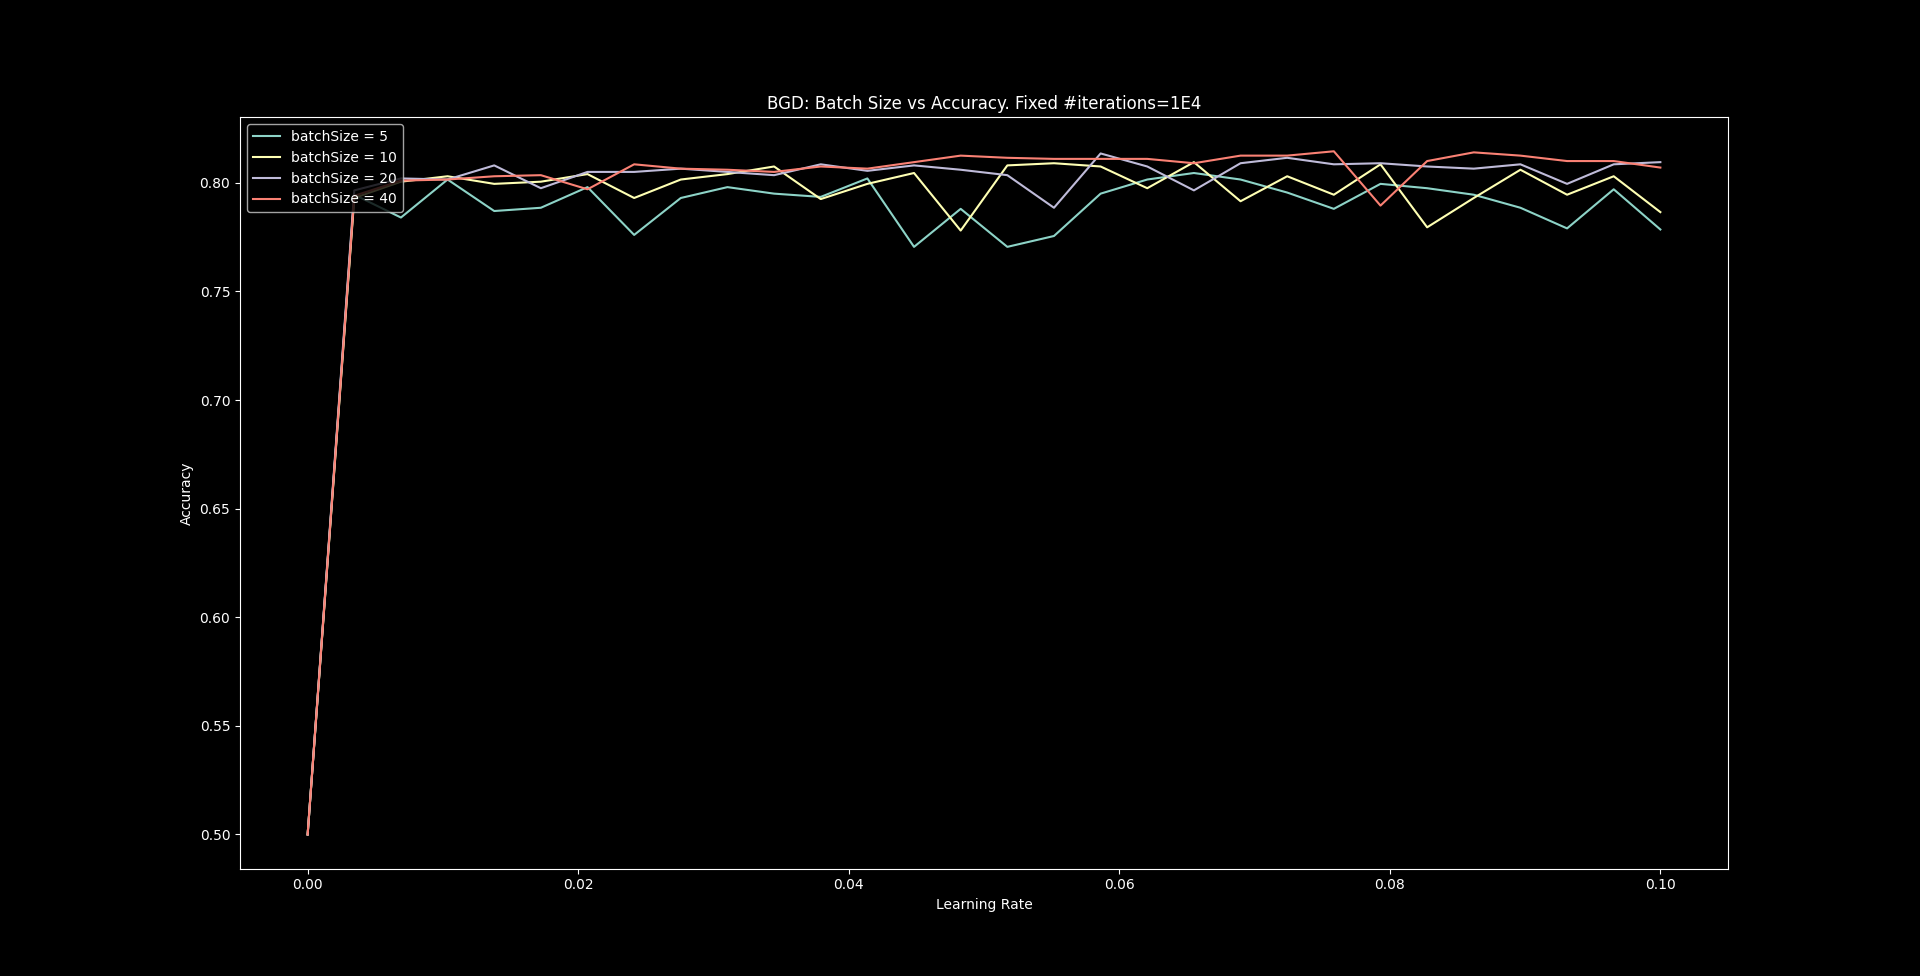 BGD: Batch Size vs Accuracy. Fixed #iterations=1E4
batchSize = 5
batchSize = 10
batchSize = 20
batchSize = 40
0.80
0.75
0.70
0.65
0.60
0.55
0.50
Accuracy
0.00 0.02 0.04 0.06 0.08 0.10
Learning Rate